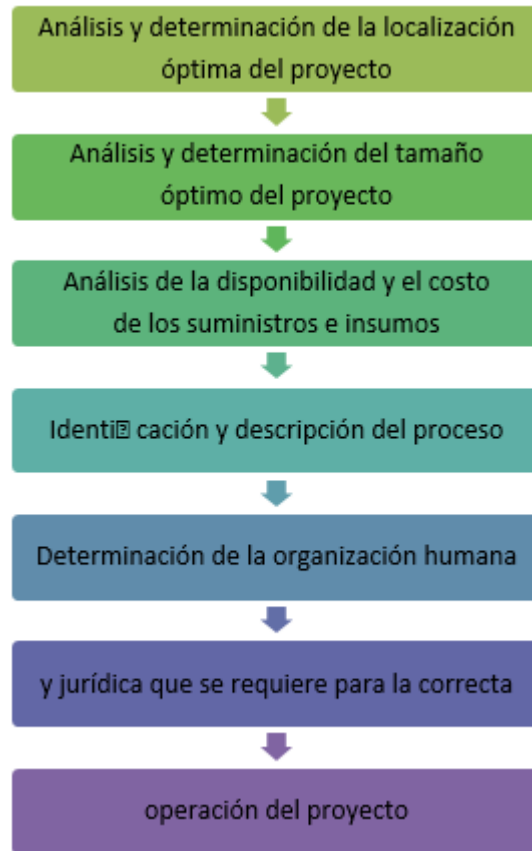 Análisis y determinación de la localización
óptima del proyecto
Análisis y determinación del tamaño
óptimo del proyecto
Análisis de la disponibilidad y el costo
de los suministros e insumos
Identi⍰ cación y descripción del proceso
Determinación de la organización humana
y jurídica que se requiere para la correcta
operación del proyecto